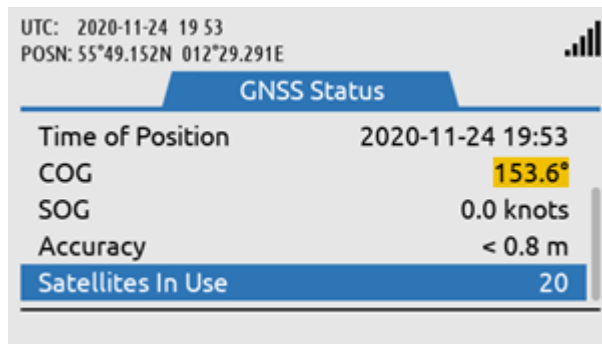 UTC: 2020-11-24 19 53
POSN: 55°49.152N 012°29.291E
GNSS Status
Time of Position 2020-11-24 19:53
COG 153.6°
SOG 0.0 knots
Accuracy < 0.8 m
Satellites In Use 20